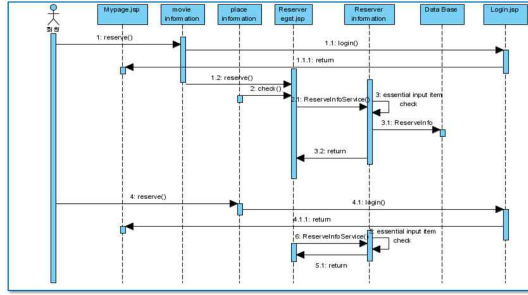 Mypage.jsp
movie
information
place
information
Reserver
egst.jsp
Reserver
information
Data Base
Login.jsp
회원
1: reserve()
1.1: login()
1.1.1: return
1.2: reserve()
2: check()
2.1: ReserveInfoService()
3: essential input item
check
3.1: ReserveInfo
3.2: return
4: reserve()
4.1: login()
4.1.1: return
6: ReserveInfoService()
essential input item
check
5.1: return